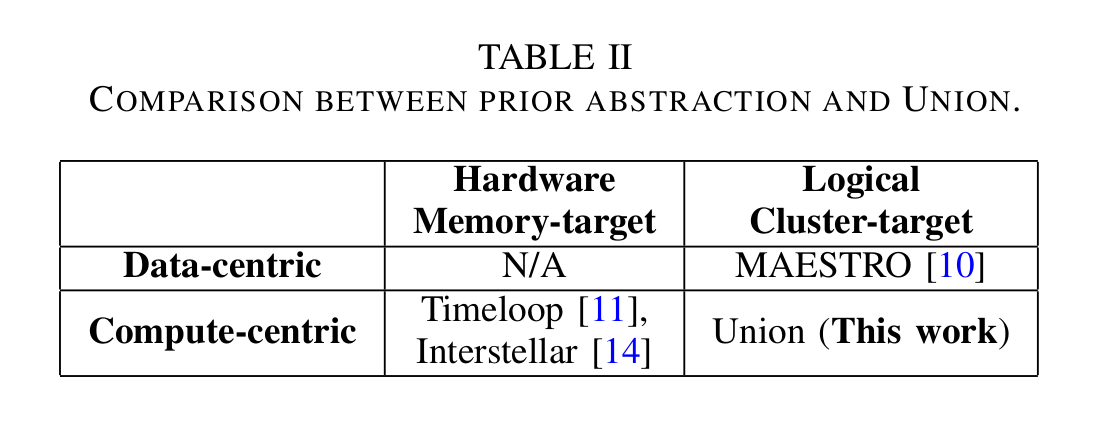 TABLE II
COMPARISON BETWEEN PRIOR ABSTRACTION AND UNION.
Hardware Memory-target Logical Cluster-target
Data-centric N/A MAESTRO [10]
Compute-centric Timeloop [11], Interstellar [14] Union (This work)